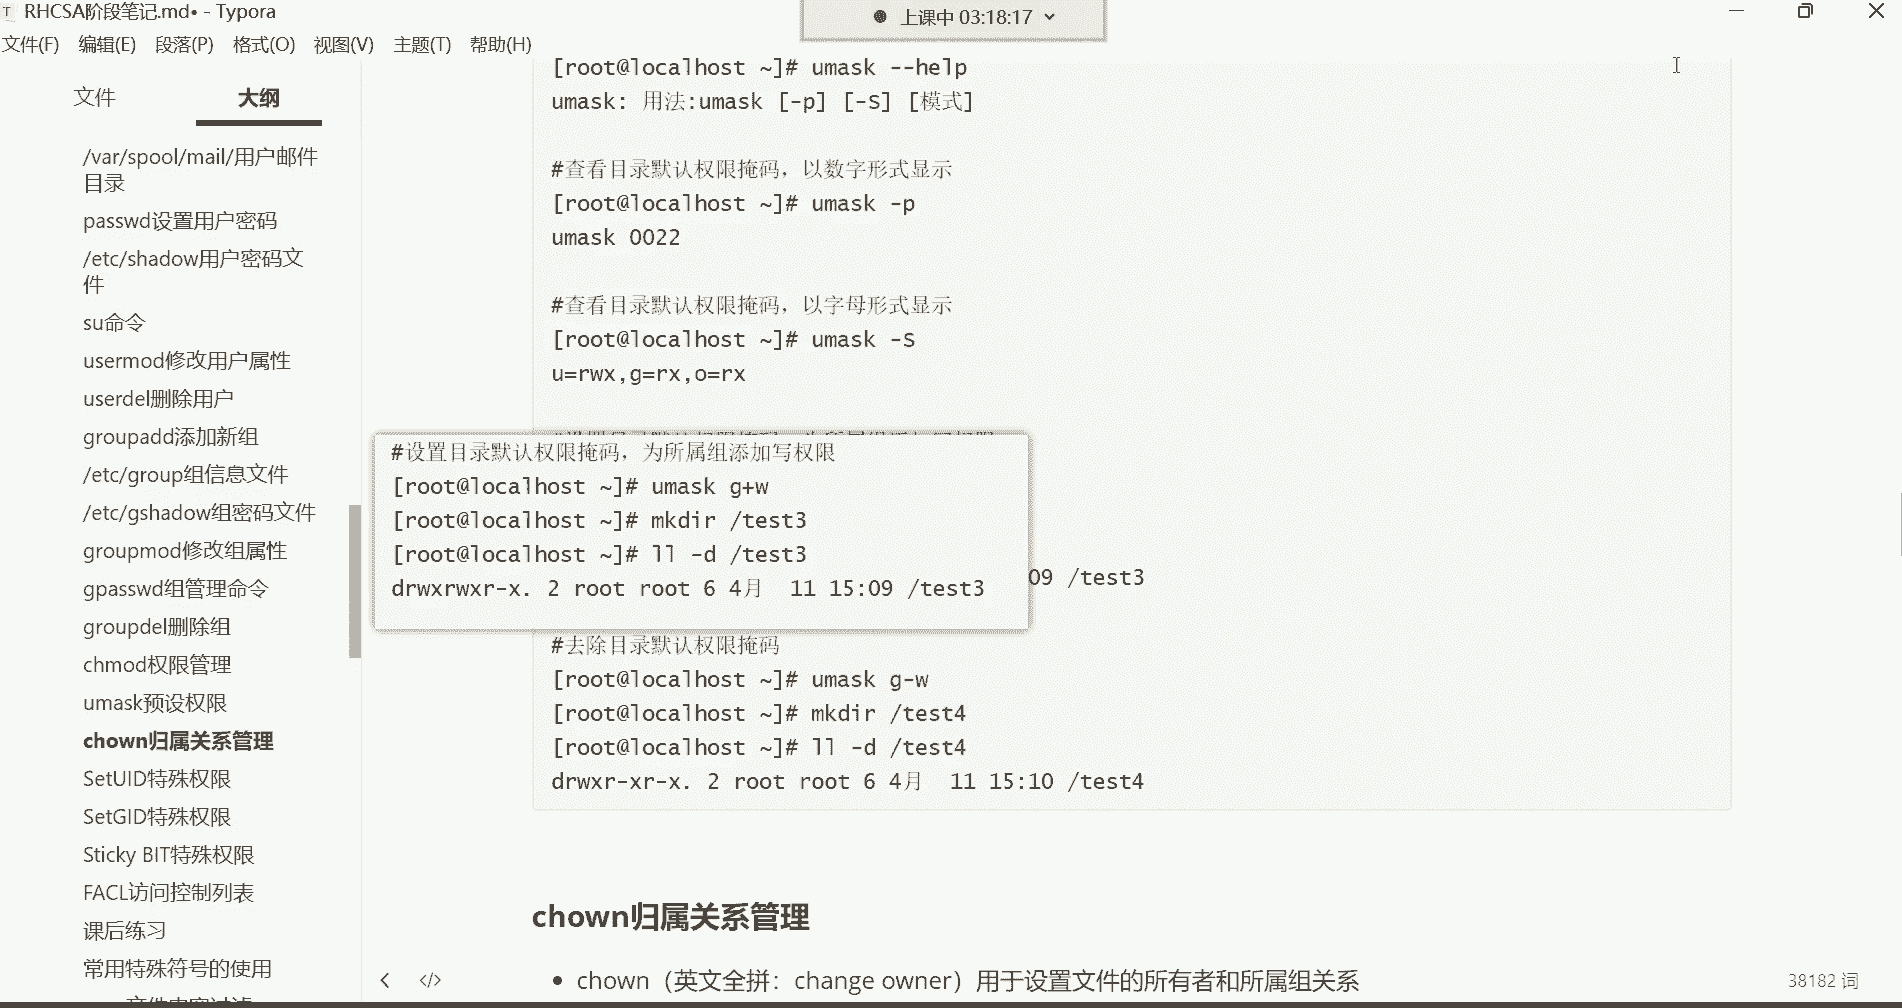 RHCSA阶段笔记.md• - Typora
上课中 03:18:17
文件(F) 编辑(E) 段落(P) 格式(O) 视图(V) 主题(T) 帮助(H)
文件 大纲
/var/spool/mail/用户邮件
目录
passwd设置用户密码
/etc/shadow用户密码文
件
su命令
usermod修改用户属性
userdel删除用户
groupadd添加新组
/etc/group组信息文件
/etc/gshadow组密码文件
groupmod修改组属性
gpasswd组管理命令
groupdel删除组
chmod权限管理
umask预设权限
chown归属关系管理
SetUID特殊权限
SetGID特殊权限
Sticky BIT特殊权限
FACL访问控制列表
课后练习
常用特殊符号的使用
[root@localhost ~]# umask --help
umask: 用法:umask [-p] [-S] [模式]
#查看目录默认权限掩码，以数字形式显示
[root@localhost ~]# umask -p
umask 0022
#查看目录默认权限掩码，以字母形式显示
[root@localhost ~]# umask -S
u=rwx,g=rx,o=rx
#设置目录默认权限掩码，为所属组添加写权限
[root@localhost ~]# umask g+w
[root@localhost ~]# mkdir /test3
[root@localhost ~]# ll -d /test3
drwxrwxr-x. 2 root root 6 4月  11 15:09 /test3
09 /test3
#去除目录默认权限掩码
[root@localhost ~]# umask g-w
[root@localhost ~]# mkdir /test4
[root@localhost ~]# ll -d /test4
drwxr-xr-x. 2 root root 6 4月  11 15:10 /test4
chown归属关系管理
• chown（英文全拼：change owner）用于设置文件的所有者和所属组关系
38182 词